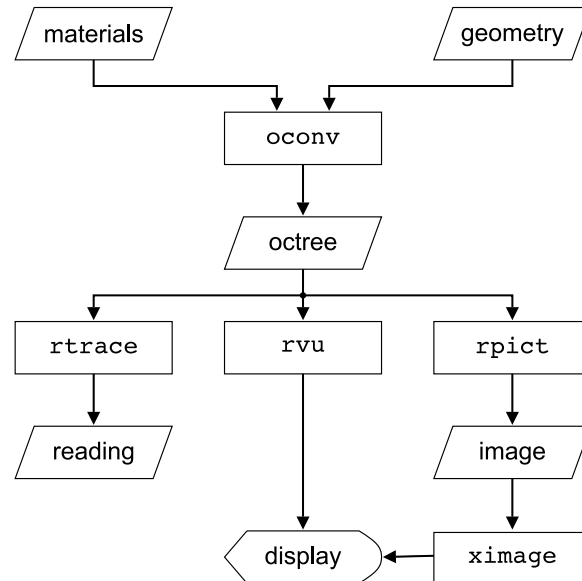 materials
geometry
oconv
octree
rtrace
rvu
rpict
reading
image
display
ximage